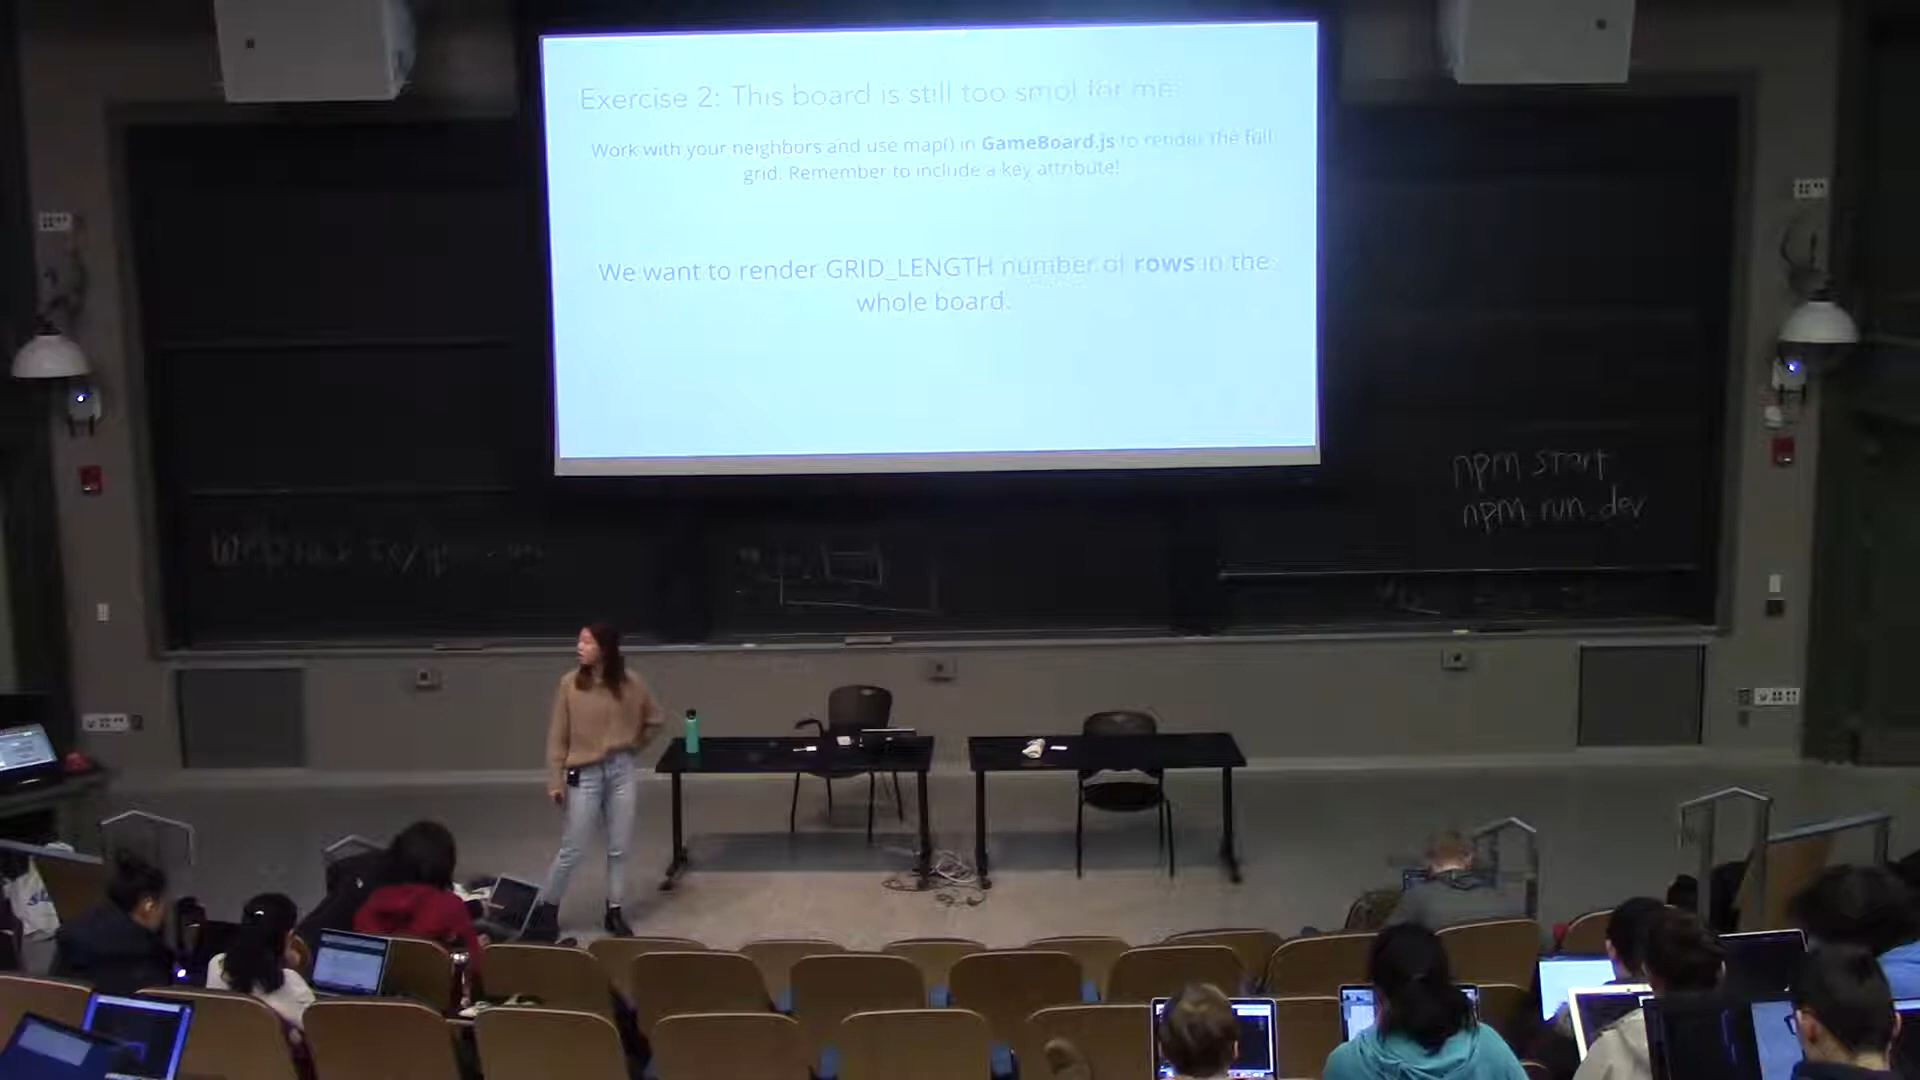 Exercise 2: This board is still too smol for me
Work with your neighbors and use map() in GameBoard.js to render the full
grid. Remember to include a key attribute!
We want to render GRID_LENGTH number of rows in the
whole board.
npm start
npm run dev